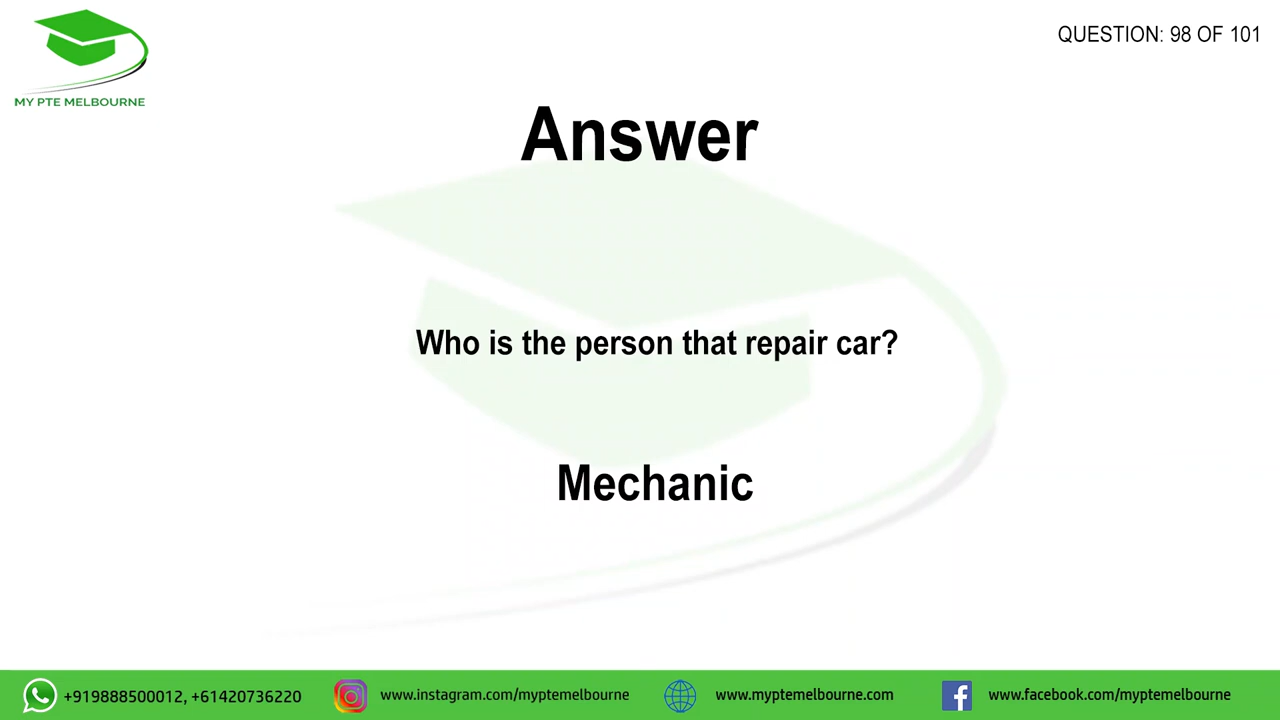 MY PTE MELBOURNE
QUESTION: 98 OF 101
Answer
Who is the person that repair car?
Mechanic
+919888500012, +61420736220
www.instagram.com/myptemelbourne
www.myptemelbourne.com
www.facebook.com/myptemelbourne